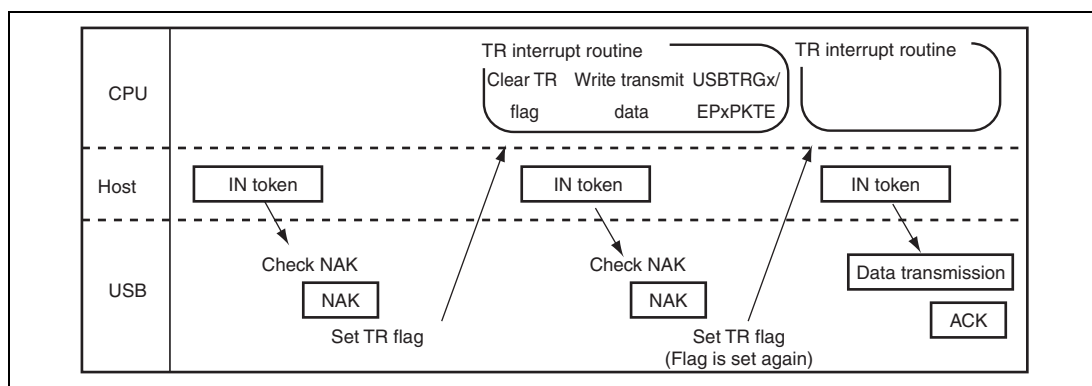 TR interrupt routine
TR interrupt routine
CPU
Clear TR
flag
Write transmit
data
USBTRGx/
EPxPKTE
Host
IN token
IN token
IN token
USB
Check NAK
NAK
Set TR flag
Check NAK
NAK
Set TR flag
(Flag is set again)
Data transmission
ACK